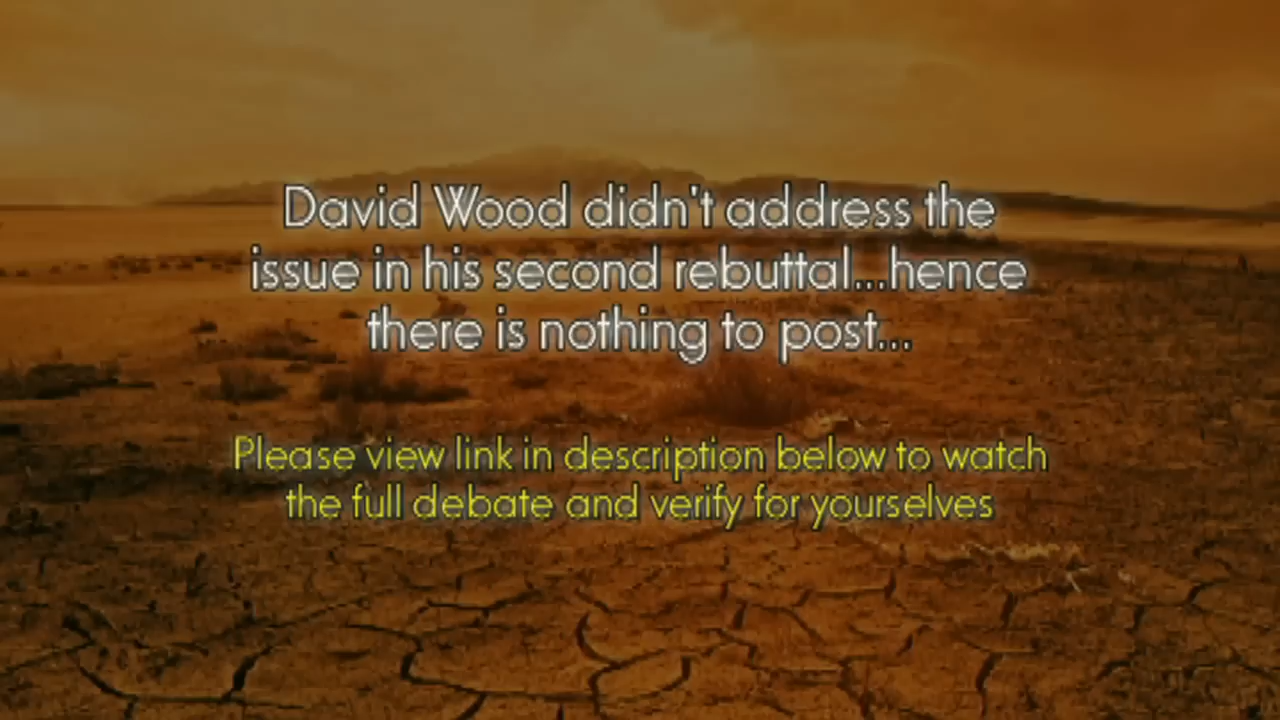 David Wood didn't address the
issue in his second rebuttal...hence
there is nothing to post...
Please view link in description below to watch
the full debate and verify for yourselves